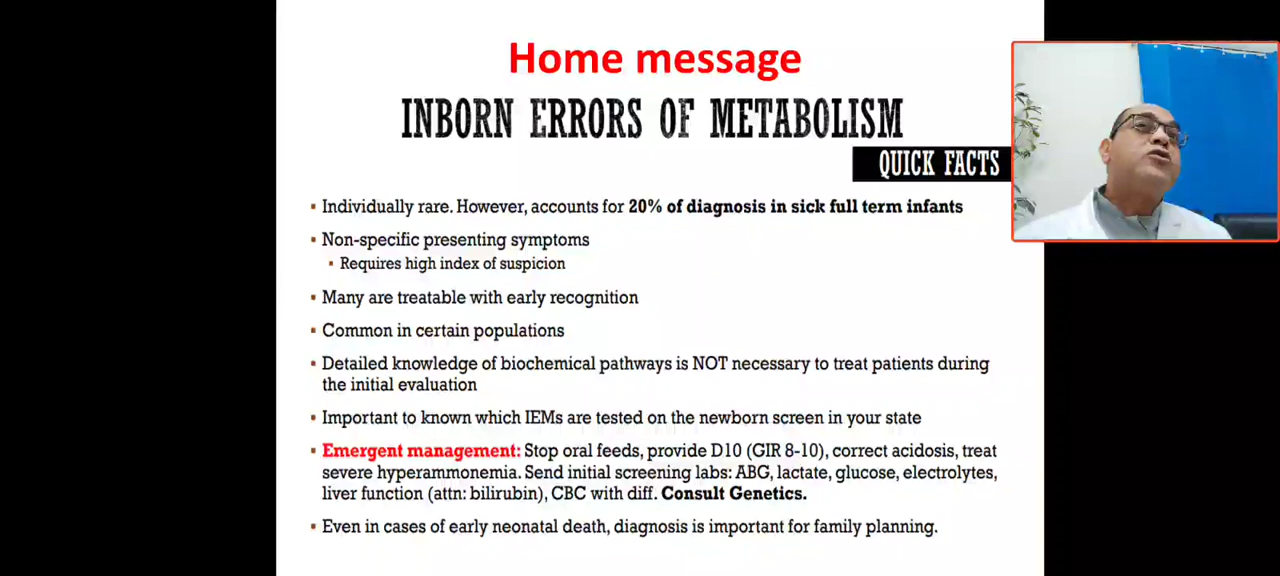 Home message
INBORN ERRORS OF METABOLISM
QUICK FACTS
▪ Individually rare. However, accounts for 20% of diagnosis in sick full term infants
▪ Non-specific presenting symptoms
▪ Requires high index of suspicion
▪ Many are treatable with early recognition
▪ Common in certain populations
▪ Detailed knowledge of biochemical pathways is NOT necessary to treat patients during
the initial evaluation
▪ Important to known which IEMs are tested on the newborn screen in your state
▪ Emergent management: Stop oral feeds, provide D10 (GIR 8-10), correct acidosis, treat
severe hyperammonemia. Send initial screening labs: ABG, lactate, glucose, electrolytes,
liver function (attn: bilirubin), CBC with diff. Consult Genetics.
▪ Even in cases of early neonatal death, diagnosis is important for family planning.